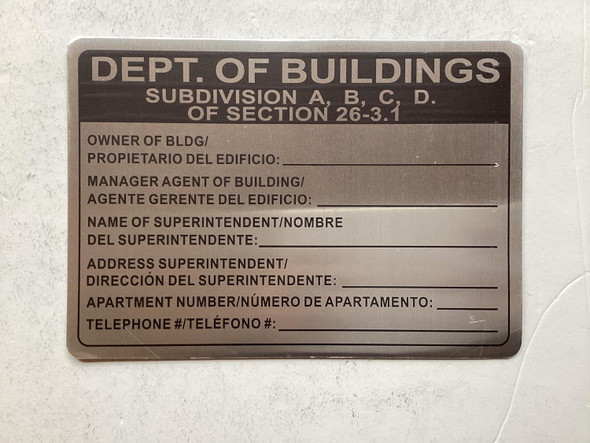 DEPT. OF BUILDINGS
SUBDIVISION A, B, C, D.
OF SECTION 26-3.1
OWNER OF BLDG/
PROPIETARIO DEL EDIFICIO:
MANAGER AGENT OF BUILDING/
AGENTE GERENTE DEL EDIFICIO:
NAME OF SUPERINTENDENT/NOMBRE
DEL SUPERINTENDENTE:
ADDRESS SUPERINTENDENT/
DIRECCIÓN DEL SUPERINTENDENTE:
APARTMENT NUMBER/NÚMERO DE APARTAMENTO:
TELEPHONE #/TELÉFONO #: